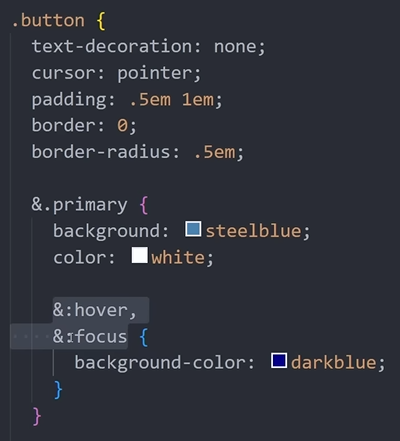 .button {
text-decoration: none;
cursor: pointer;
padding: .5em 1em;
border: 0;
border-radius: .5em;
&.primary {
background: steelblue;
color: white;
&:hover,
&:focus {
background-color: darkblue;
}
}